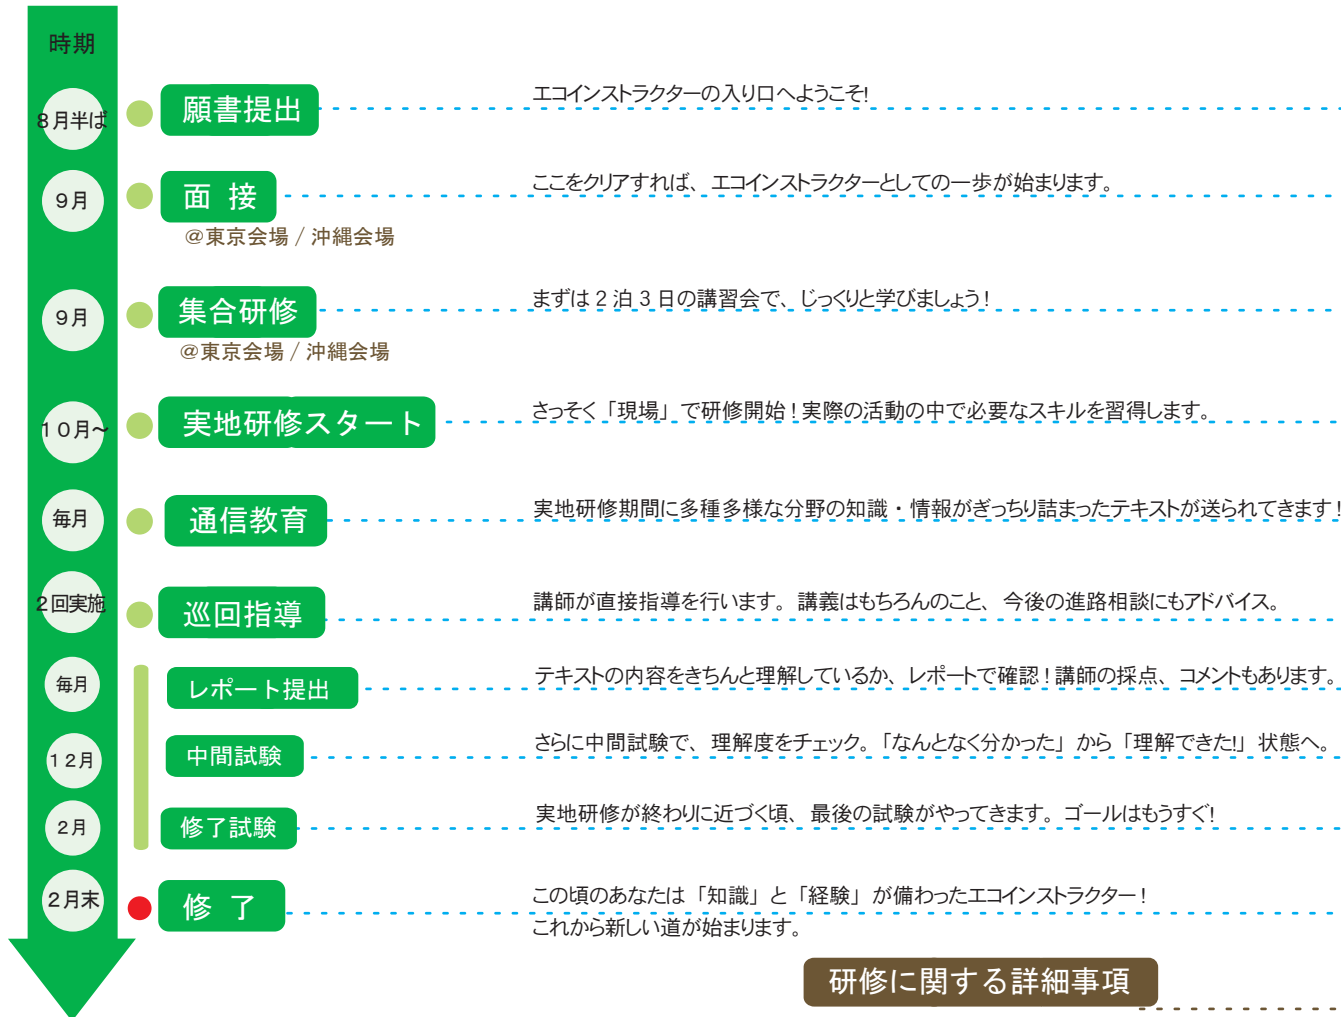 時期
8月半ば
願書提出
エコインストラクターの入り口へようこそ!
9月
面 接
ここをクリアすれば、エコインストラクターとしての一歩が始まります。
@東京会場 / 沖縄会場
9月
集合研修
まずは 2 泊 3 日の講習会で、じっくりと学びましょう!
@東京会場 / 沖縄会場
10月~
実地研修スタート
さっそく「現場」で研修開始!実際の活動の中で必要なスキルを習得します。
毎月
通信教育
実地研修期間に多種多様な分野の知識・情報がぎっちり詰まったテキストが送られてきます!
2回実施
巡回指導
講師が直接指導を行います。講義はもちろんのこと、今後の進路相談にもアドバイス。
毎月
レポート提出
テキストの内容をきちんと理解しているか、レポートで確認!講師の採点、コメントもあります。
12月
中間試験
さらに中間試験で、理解度をチェック。「なんとなく分かった」から「理解できた!」状態へ。
2月
修了試験
実地研修が終わりに近づく頃、最後の試験がやってきます。ゴールはもうすぐ!
2月末
修 了
この頃のあなたは「知識」と「経験」が備わったエコインストラクター!
これから新しい道が始まります。
研修に関する詳細事項